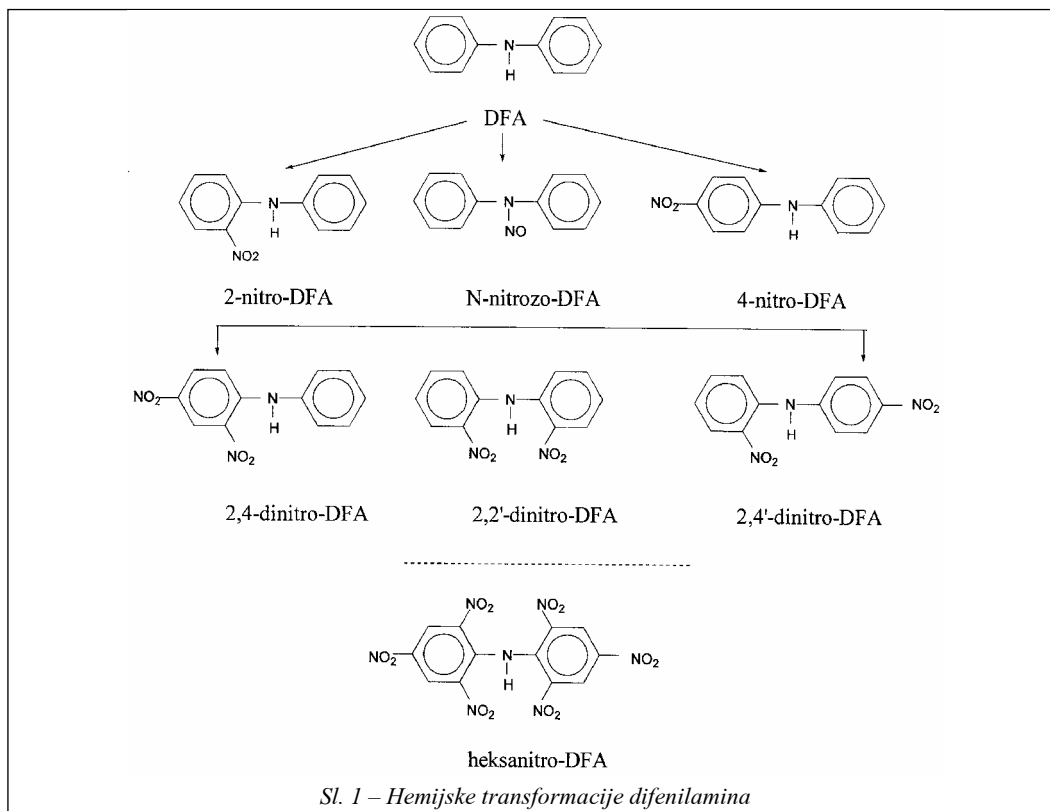 N
H
DFA
N
H
NO2
N
NO
NO₂
N
H
2-nitro-DFA N-nitrozo-DFA 4-nitro-DFA
NO₂
N
H
NO₂
N
H
NO₂ NO₂
N
H
NO₂
NO₂
2,4-dinitro-DFA 2,2'-dinitro-DFA 2,4'-dinitro-DFA
NO₂ NO₂
NO₂ N NO₂
H
NO₂ NO₂
heksanitro-DFA
Sl. 1 – Hemijske transformacije difenilamina